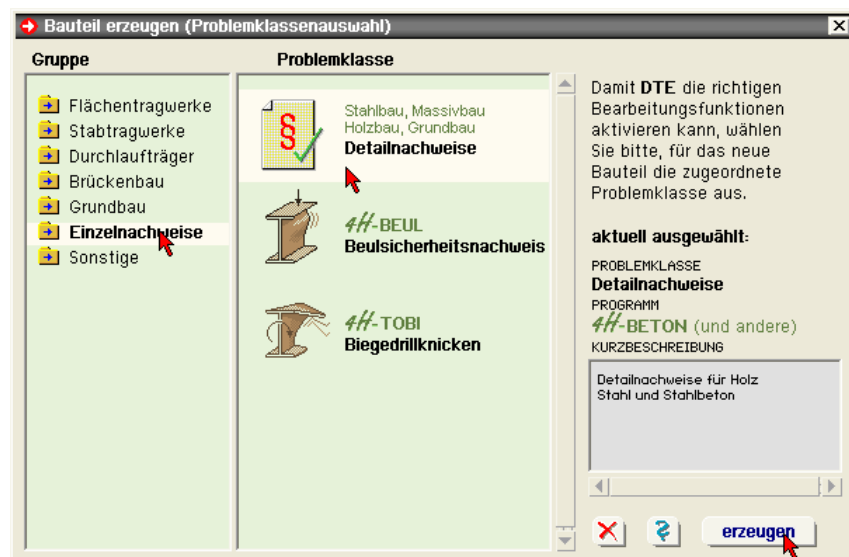 Bauteil erzeugen (Problemklassenauswahl)
Gruppe
Flächentragwerke
Stabtragwerke
Durchlaufträger
Brückenbau
Grundbau
Einzelnachweise
Sonstige
Problemklasse
§
Stahlbau, Massivbau
Holzbau, Grundbau
Detailnachweise
4H-BEUL
Beulsicherheitsnachweis
4H-TOBI
Biegedrillknicken
Damit DTE die richtigen
Bearbeitungsfunktionen
aktivieren kann, wählen
Sie bitte, für das neue
Bauteil die zugeordnete
Problemklasse aus.
aktuell ausgewählt:
PROBLEMKLASSE
Detailnachweise
PROGRAMM
4H-BETON (und andere)
KURZBESCHREIBUNG
Detailnachweise für Holz
Stahl und Stahlbeton
erzeugen